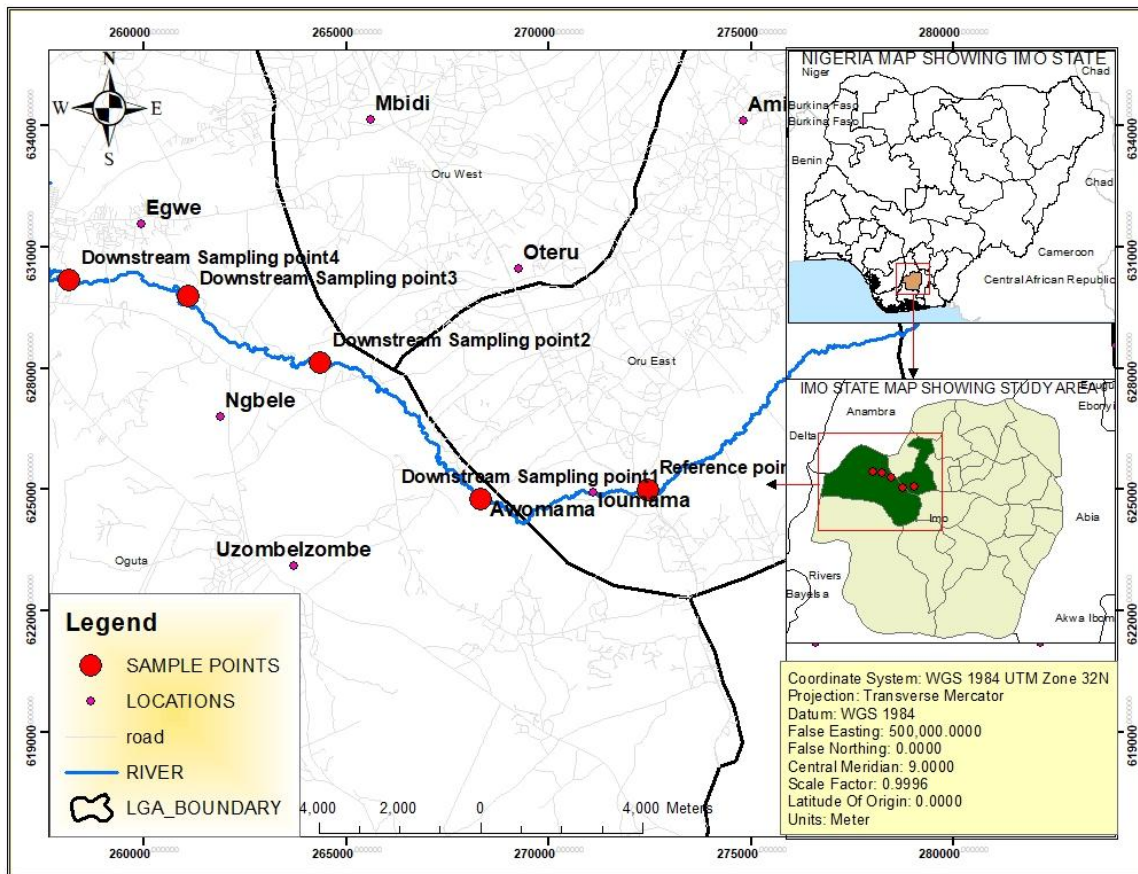 260000
265000
270000
275000
280000
634000
631000
628000
625000
622000
619000
634000
631000
628000
625000
622000
619000
N
W
E
S
Mbidi
Ami
Oru West
Egwe
Oteru
Downstream Sampling point4
Downstream Sampling point3
Downstream Sampling point2
Oru East
Ngbele
Downstream Sampling point1
Reference poin
Awomama
Ioumama
Uzombelzombe
Oguta
NIGERIA MAP SHOWING IMO STATE
Niger
Chad
Burkina Faso
Burkina Faso
Benin
Chad
Cameroon
Central African Republic
IMO STATE MAP SHOWING STUDY AREA
Enugu
Anambra
Ebonyi
Delta
Imo
Abia
Rivers
Bayelsa
Akwa Ibom
Legend
SAMPLE POINTS
LOCATIONS
road
RIVER
LGA_BOUNDARY
4,000 2,000 0 4,000 Meters
Coordinate System: WGS 1984 UTM Zone 32N
Projection: Transverse Mercator
Datum: WGS 1984
False Easting: 500,000.0000
False Northing: 0.0000
Central Meridian: 9.0000
Scale Factor: 0.9996
Latitude Of Origin: 0.0000
Units: Meter
260000
265000
270000
275000
280000